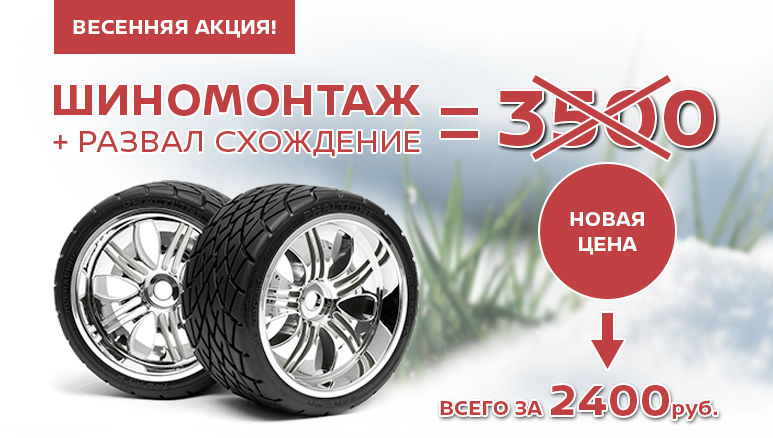 ВЕСЕННЯЯ АКЦИЯ!
ШИНОМОНТАЖ
+ РАЗВАЛ СХОЖДЕНИЕ
= 3500
НОВАЯ
ЦЕНА
ВСЕГО ЗА 2400руб.